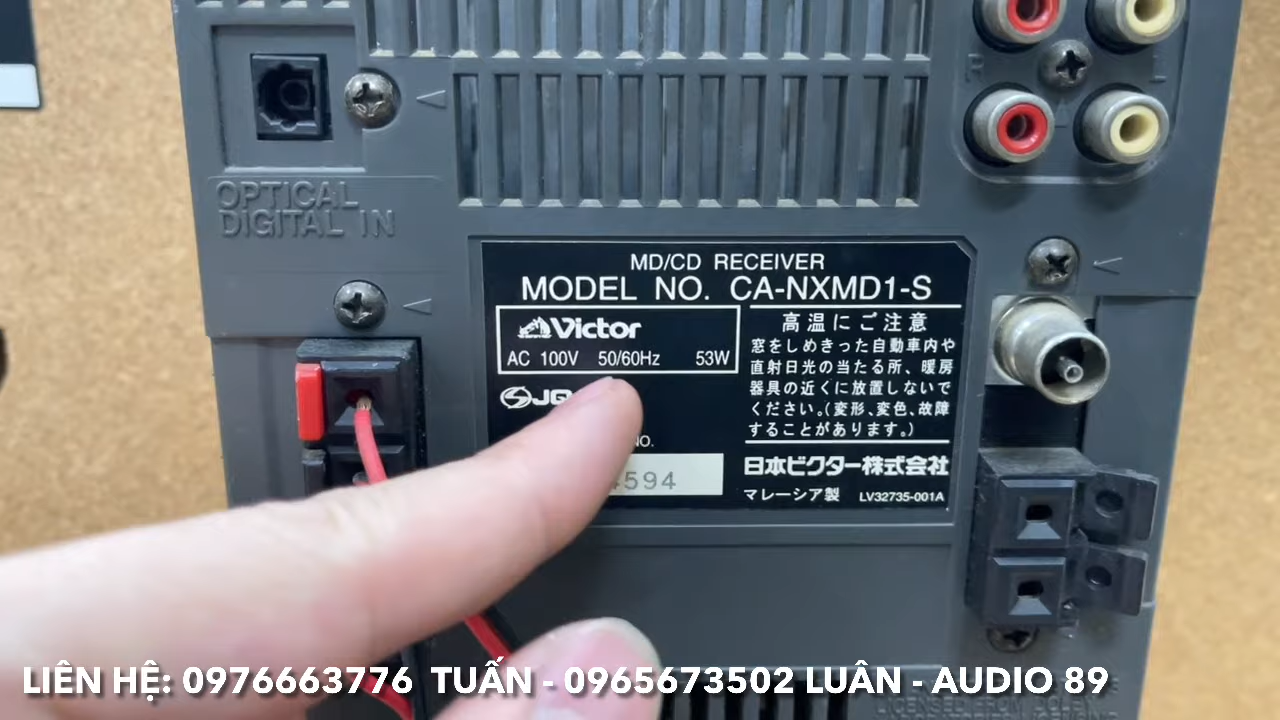 R L
OPTICAL
DIGITAL IN
MD/CD RECEIVER
MODEL NO. CA-NXMD1-S
Victor
AC 100V 50/60Hz 53W
高温にご注意
窓をしめきった自動車内や
直射日光の当たる所、暖房
器具の近くに放置しないで
ください。(変形、変色、故障
することがあります。)
NO.
594
日本ビクター株式会社
マレーシア製 LV32735-001A
LIÊN HỆ: 0976663776 TUẤN - 0965673502 LUÂN - AUDIO 89